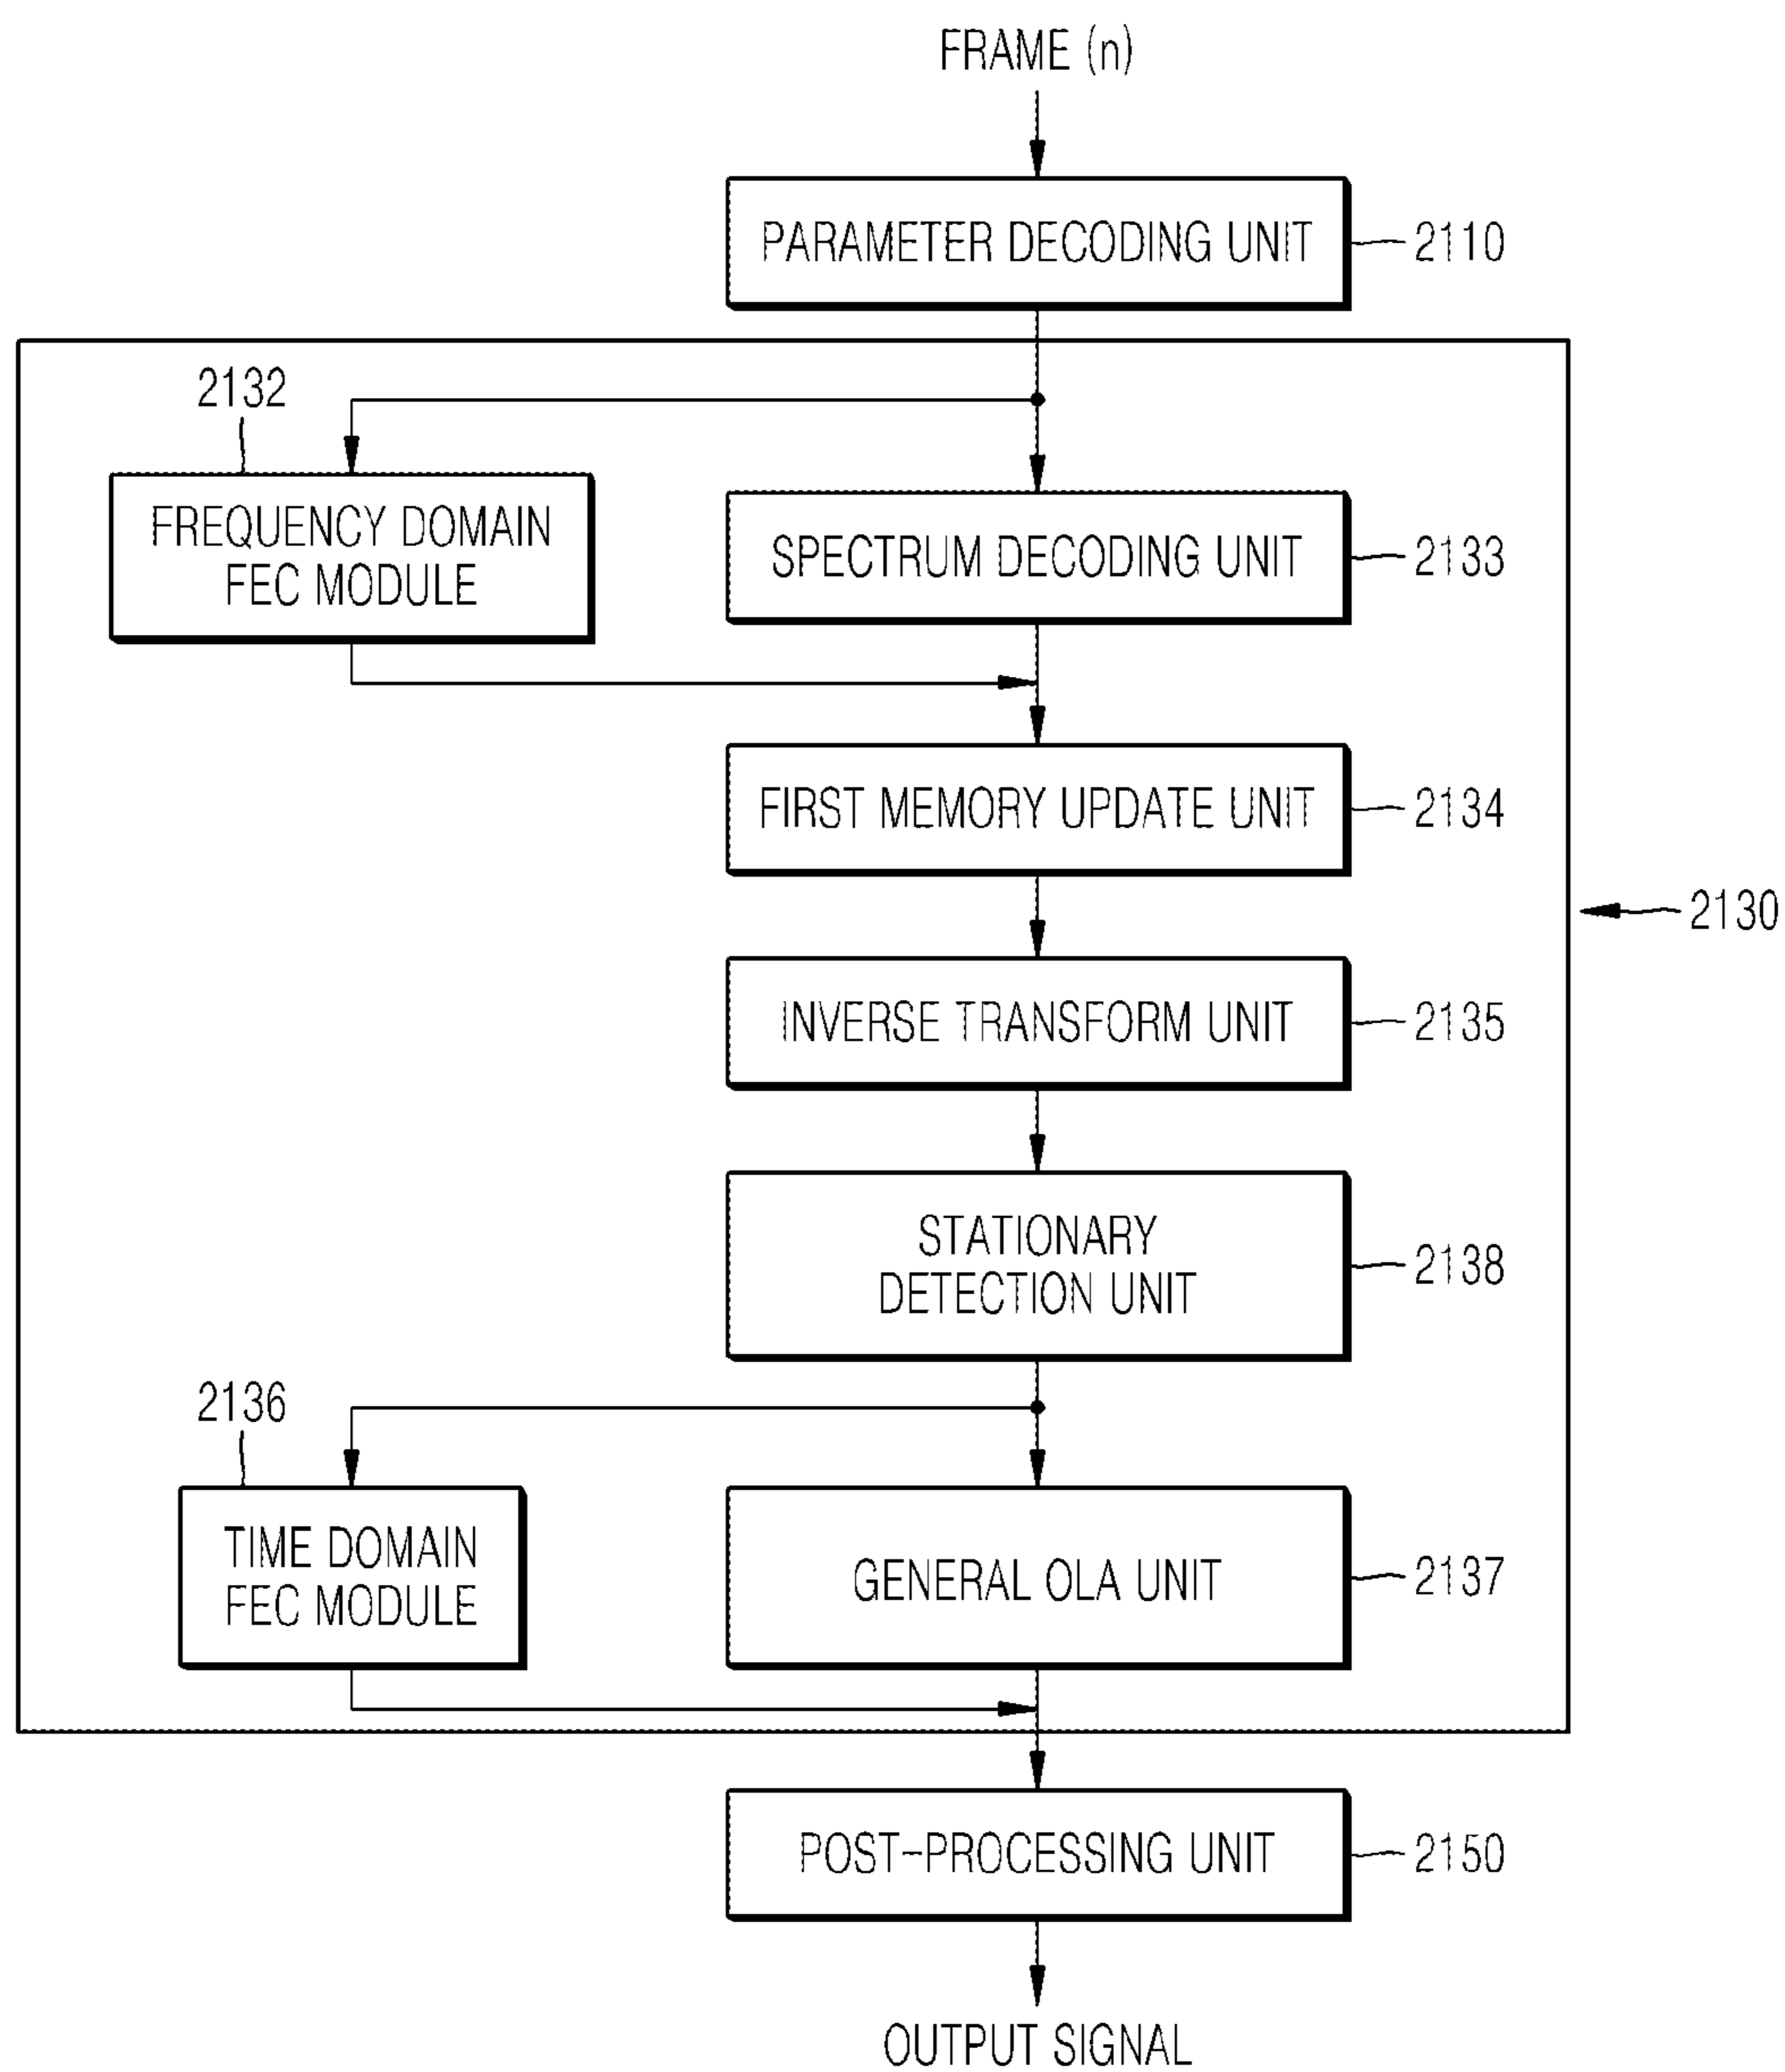 FRAME (n)
PARAMETER DECODING UNIT
2110
2132
FREQUENCY DOMAIN
FEC MODULE
SPECTRUM DECODING UNIT
2133
FIRST MEMORY UPDATE UNIT
2134
2130
INVERSE TRANSFORM UNIT
2135
STATIONARY
DETECTION UNIT
2138
2136
TIME DOMAIN
FEC MODULE
GENERAL OLA UNIT
2137
POST-PROCESSING UNIT
2150
OUTPUT SIGNAL